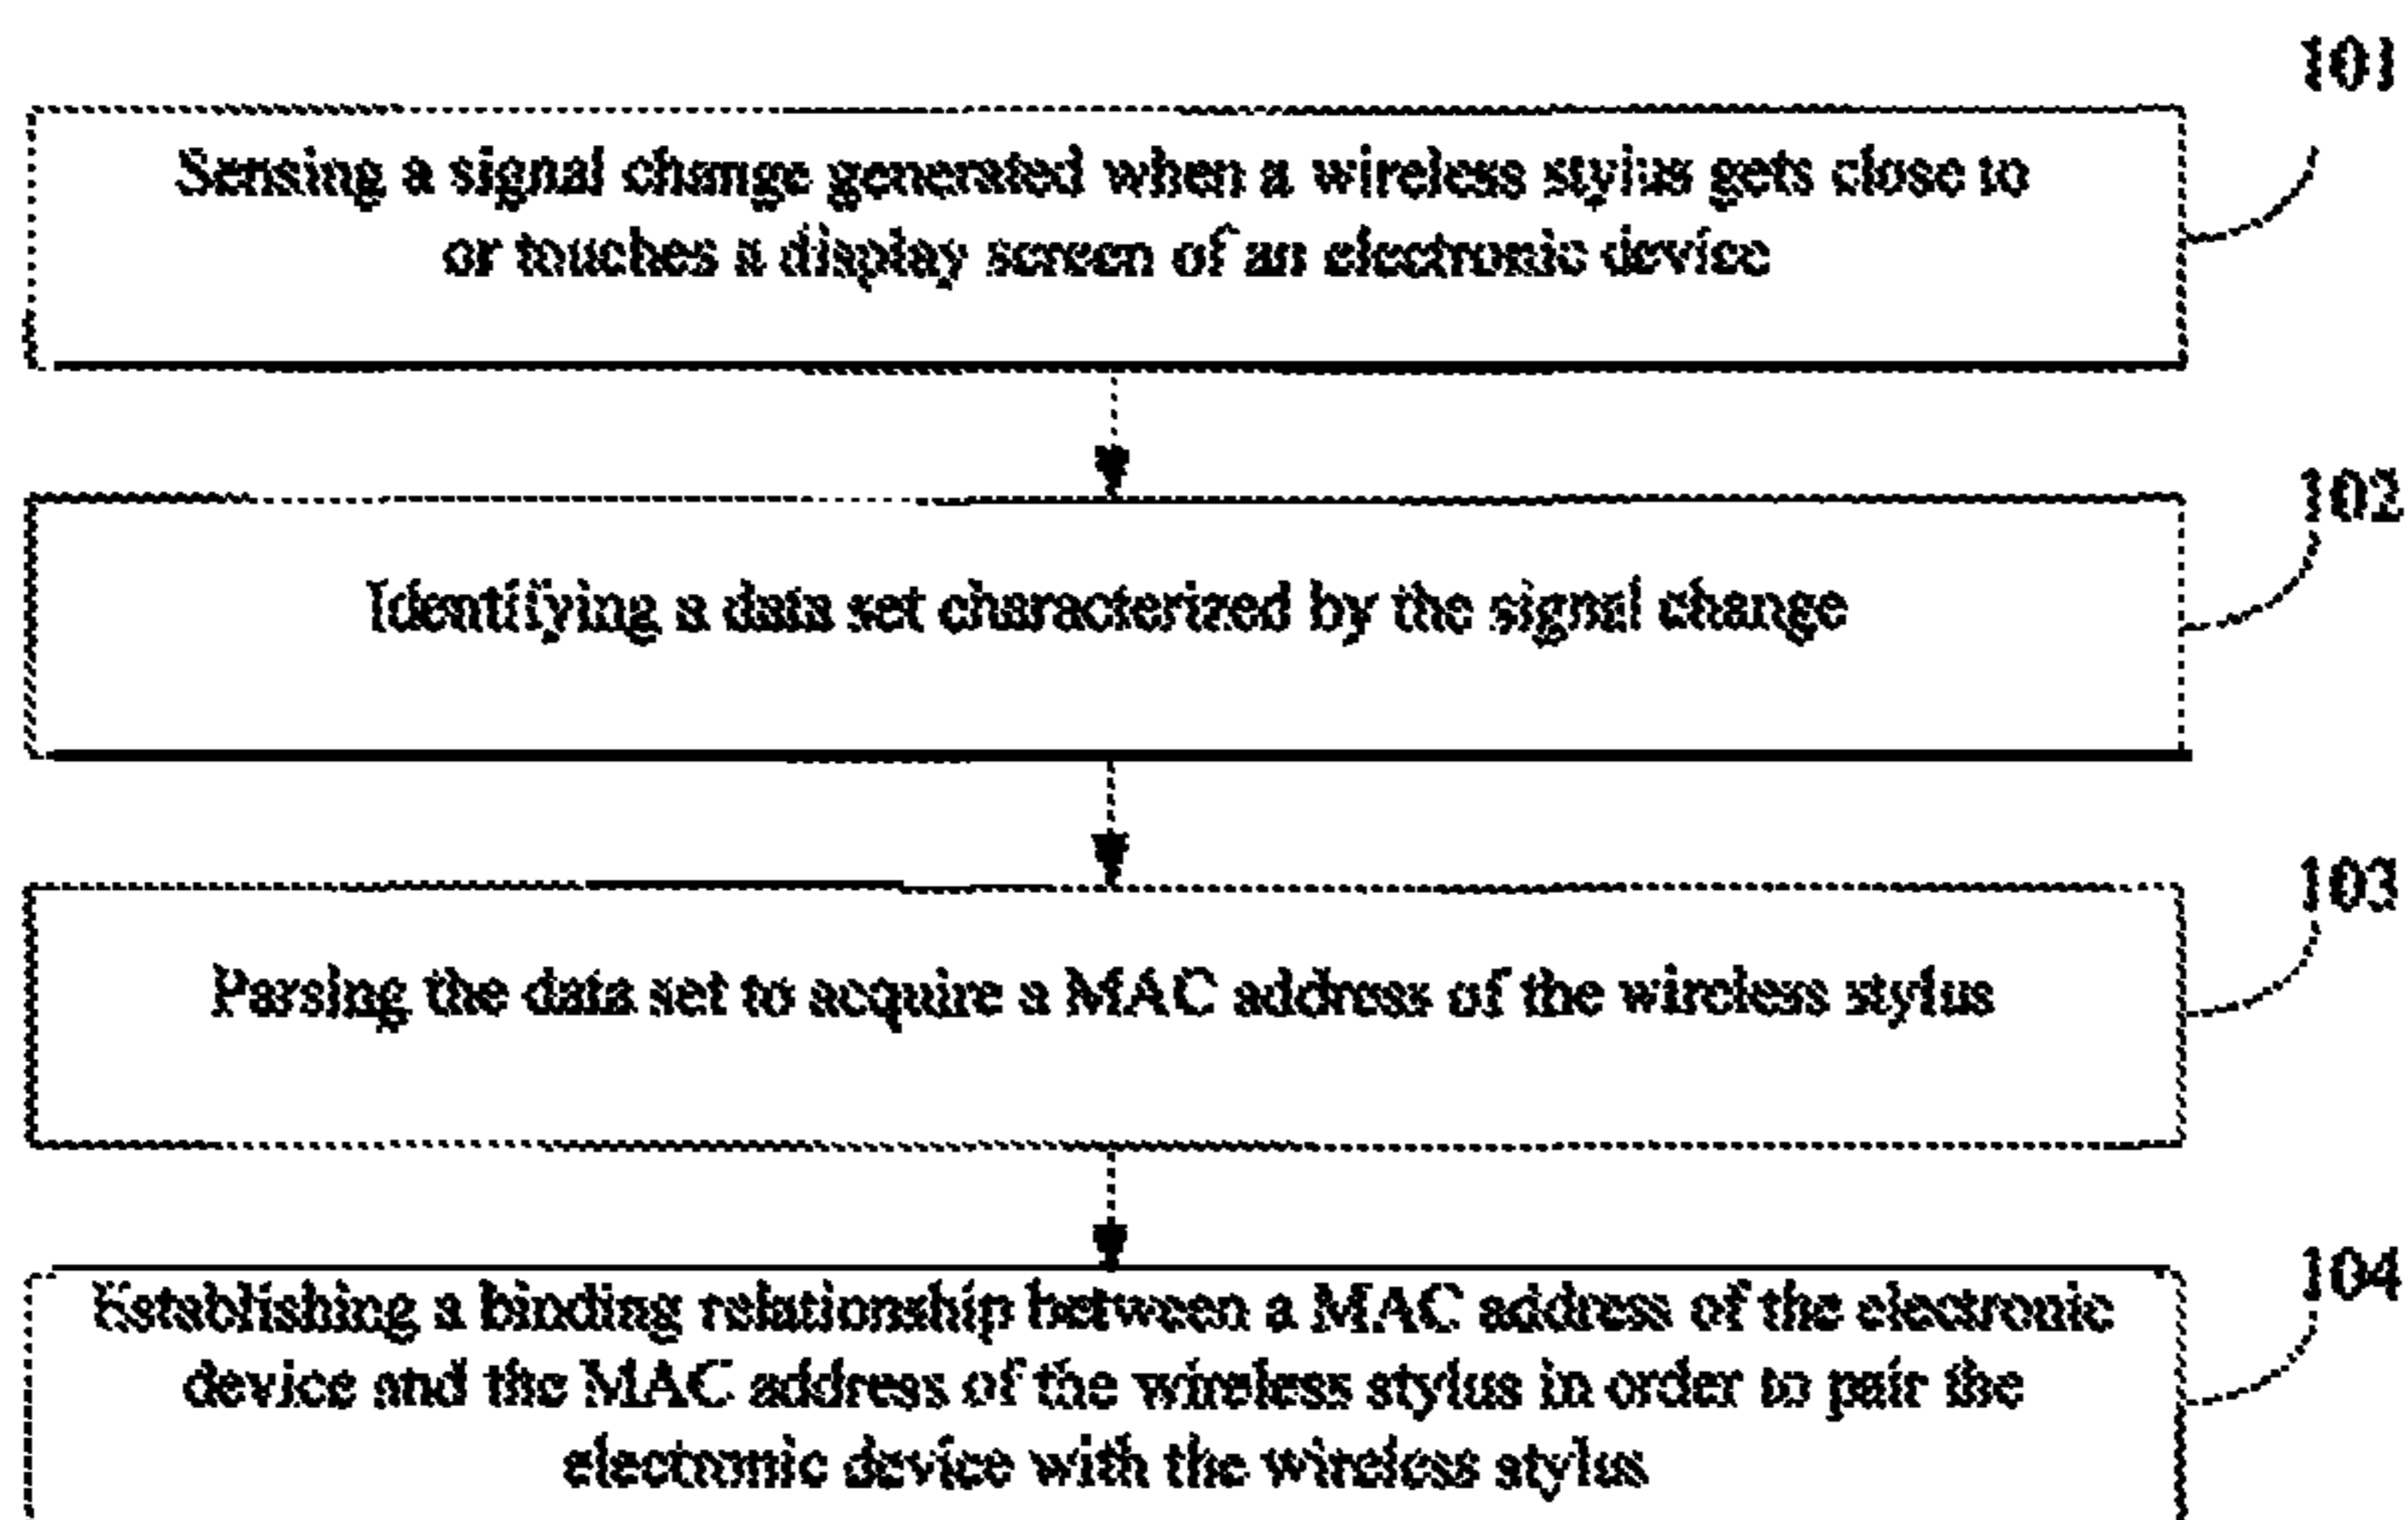 101
Sensing a signal change generated when a wireless stylus gets close to
or touches a display screen of an electronic device
102
Identifying a data set characterized by the signal change
103
Parsing the data set to acquire a MAC address of the wireless stylus
104
Establishing a binding relationship between a MAC address of the electronic
device and the MAC address of the wireless stylus in order to pair the
electronic device with the wireless stylus